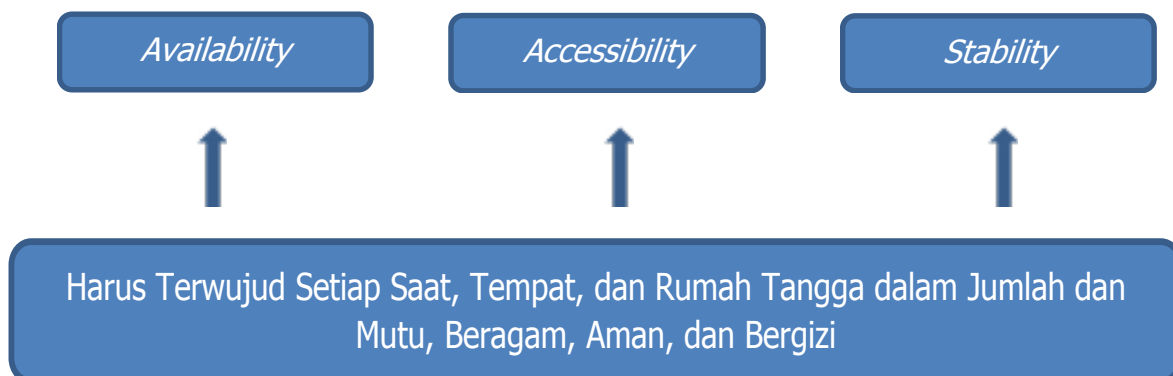 Availability
Accessibility
Stability
Harus Terwujud Setiap Saat, Tempat, dan Rumah Tangga dalam Jumlah dan
Mutu, Beragam, Aman, dan Bergizi